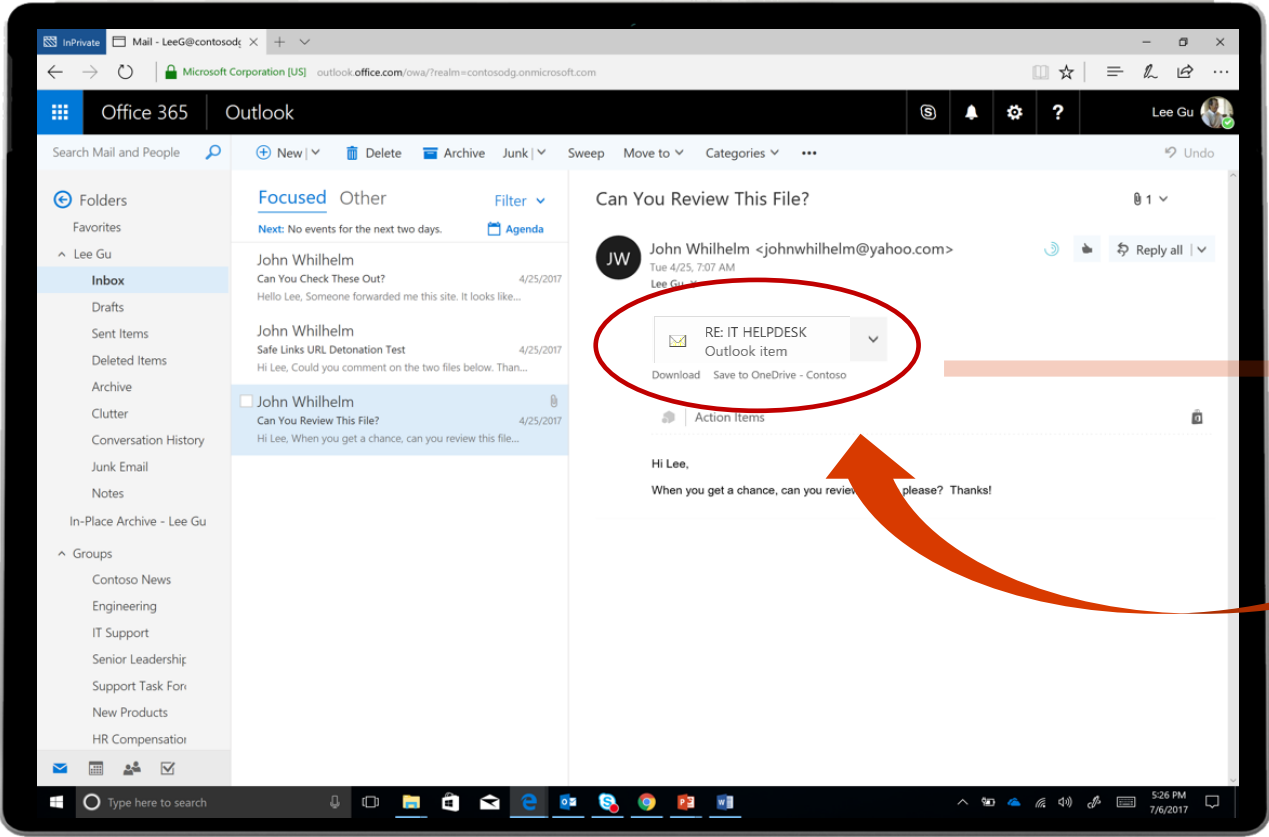 InPrivate Mail - LeeG@contosodg
Microsoft Corporation [US] outlook.office.com/owa/?realm=contosodg.onmicrosoft.com
Office 365 Outlook Lee Gu
Search Mail and People New Delete Archive Junk Sweep Move to Categories Undo
Folders
Favorites
Lee Gu
Inbox
Drafts
Sent Items
Deleted Items
Archive
Clutter
Conversation History
Junk Email
Notes
In-Place Archive - Lee Gu
Groups
Contoso News
Engineering
IT Support
Senior Leadership
Support Task
New Products
HR
Focused Other Filter
Next: No events for the next two days. Agenda
John Whilhelm
Can You Check These Out? 4/25/2017
Hello Lee, Someone forwarded me this site. It looks like...
John Whilhelm
Safe Links URL Detonation Test 4/25/2017
Hi Lee, Could you comment on the two files below. Than...
John Whilhelm
Can You Review This File? 4/25/2017
Hi Lee, When you get a chance, can you review this file...
Can You Review This File? 1
JW John Whilhelm <johnwhilhelm@yahoo.com> Reply all
Tue 4/25, 7:07 AM
Lee Gu
RE: IT HELPDESK
Outlook item
Download Save to OneDrive - Contoso
Action Items
Hi Lee,
When you get a chance, can you review please? Thanks!
Type here to search 5:26 PM
7/6/2017